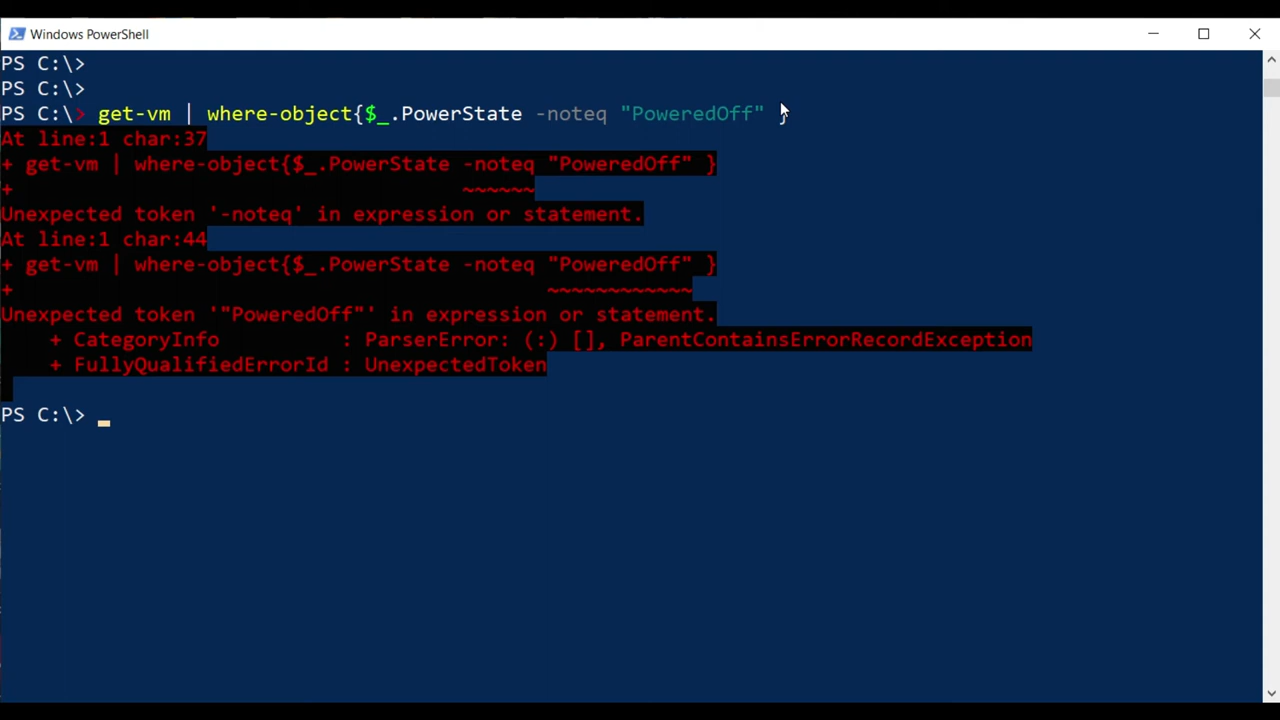 Windows PowerShell
PS C:\>
PS C:\>
PS C:\> get-vm | where-object{$_.PowerState -noteq "PoweredOff" }
At line:1 char:37
+ get-vm | where-object{$_.PowerState -noteq "PoweredOff" }
+                                     ~~~~~~
Unexpected token '-noteq' in expression or statement.
At line:1 char:44
+ get-vm | where-object{$_.PowerState -noteq "PoweredOff" }
+                                            ~~~~~~~~~~~~
Unexpected token '"PoweredOff"' in expression or statement.
    + CategoryInfo          : ParserError: (:) [], ParentContainsErrorRecordException
    + FullyQualifiedErrorId : UnexpectedToken
PS C:\>